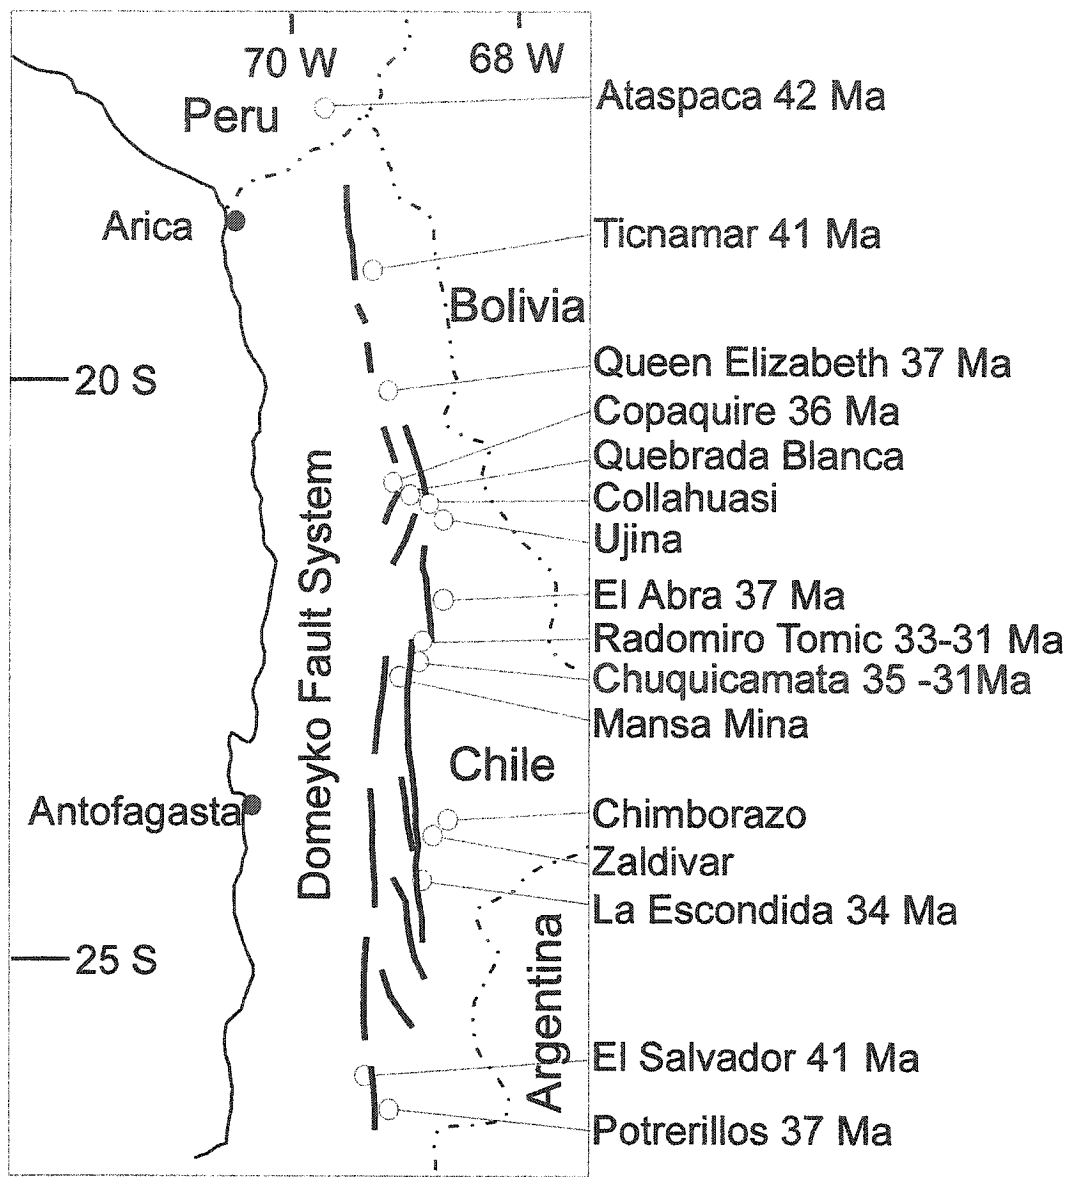 70 W
68 W
Peru
Ataspaca 42 Ma
Arica
Ticnamar 41 Ma
Bolivia
20 S
Queen Elizabeth 37 Ma
Copaquire 36 Ma
Quebrada Blanca
Collahuasi
Ujina
Domeyko Fault System
El Abra 37 Ma
Radomiro Tomic 33-31 Ma
Chuquicamata 35 -31Ma
Mansa Mina
Chile
Antofagasta
Chimborazo
Zaldivar
La Escondida 34 Ma
25 S
Argentina
El Salvador 41 Ma
Potrerillos 37 Ma